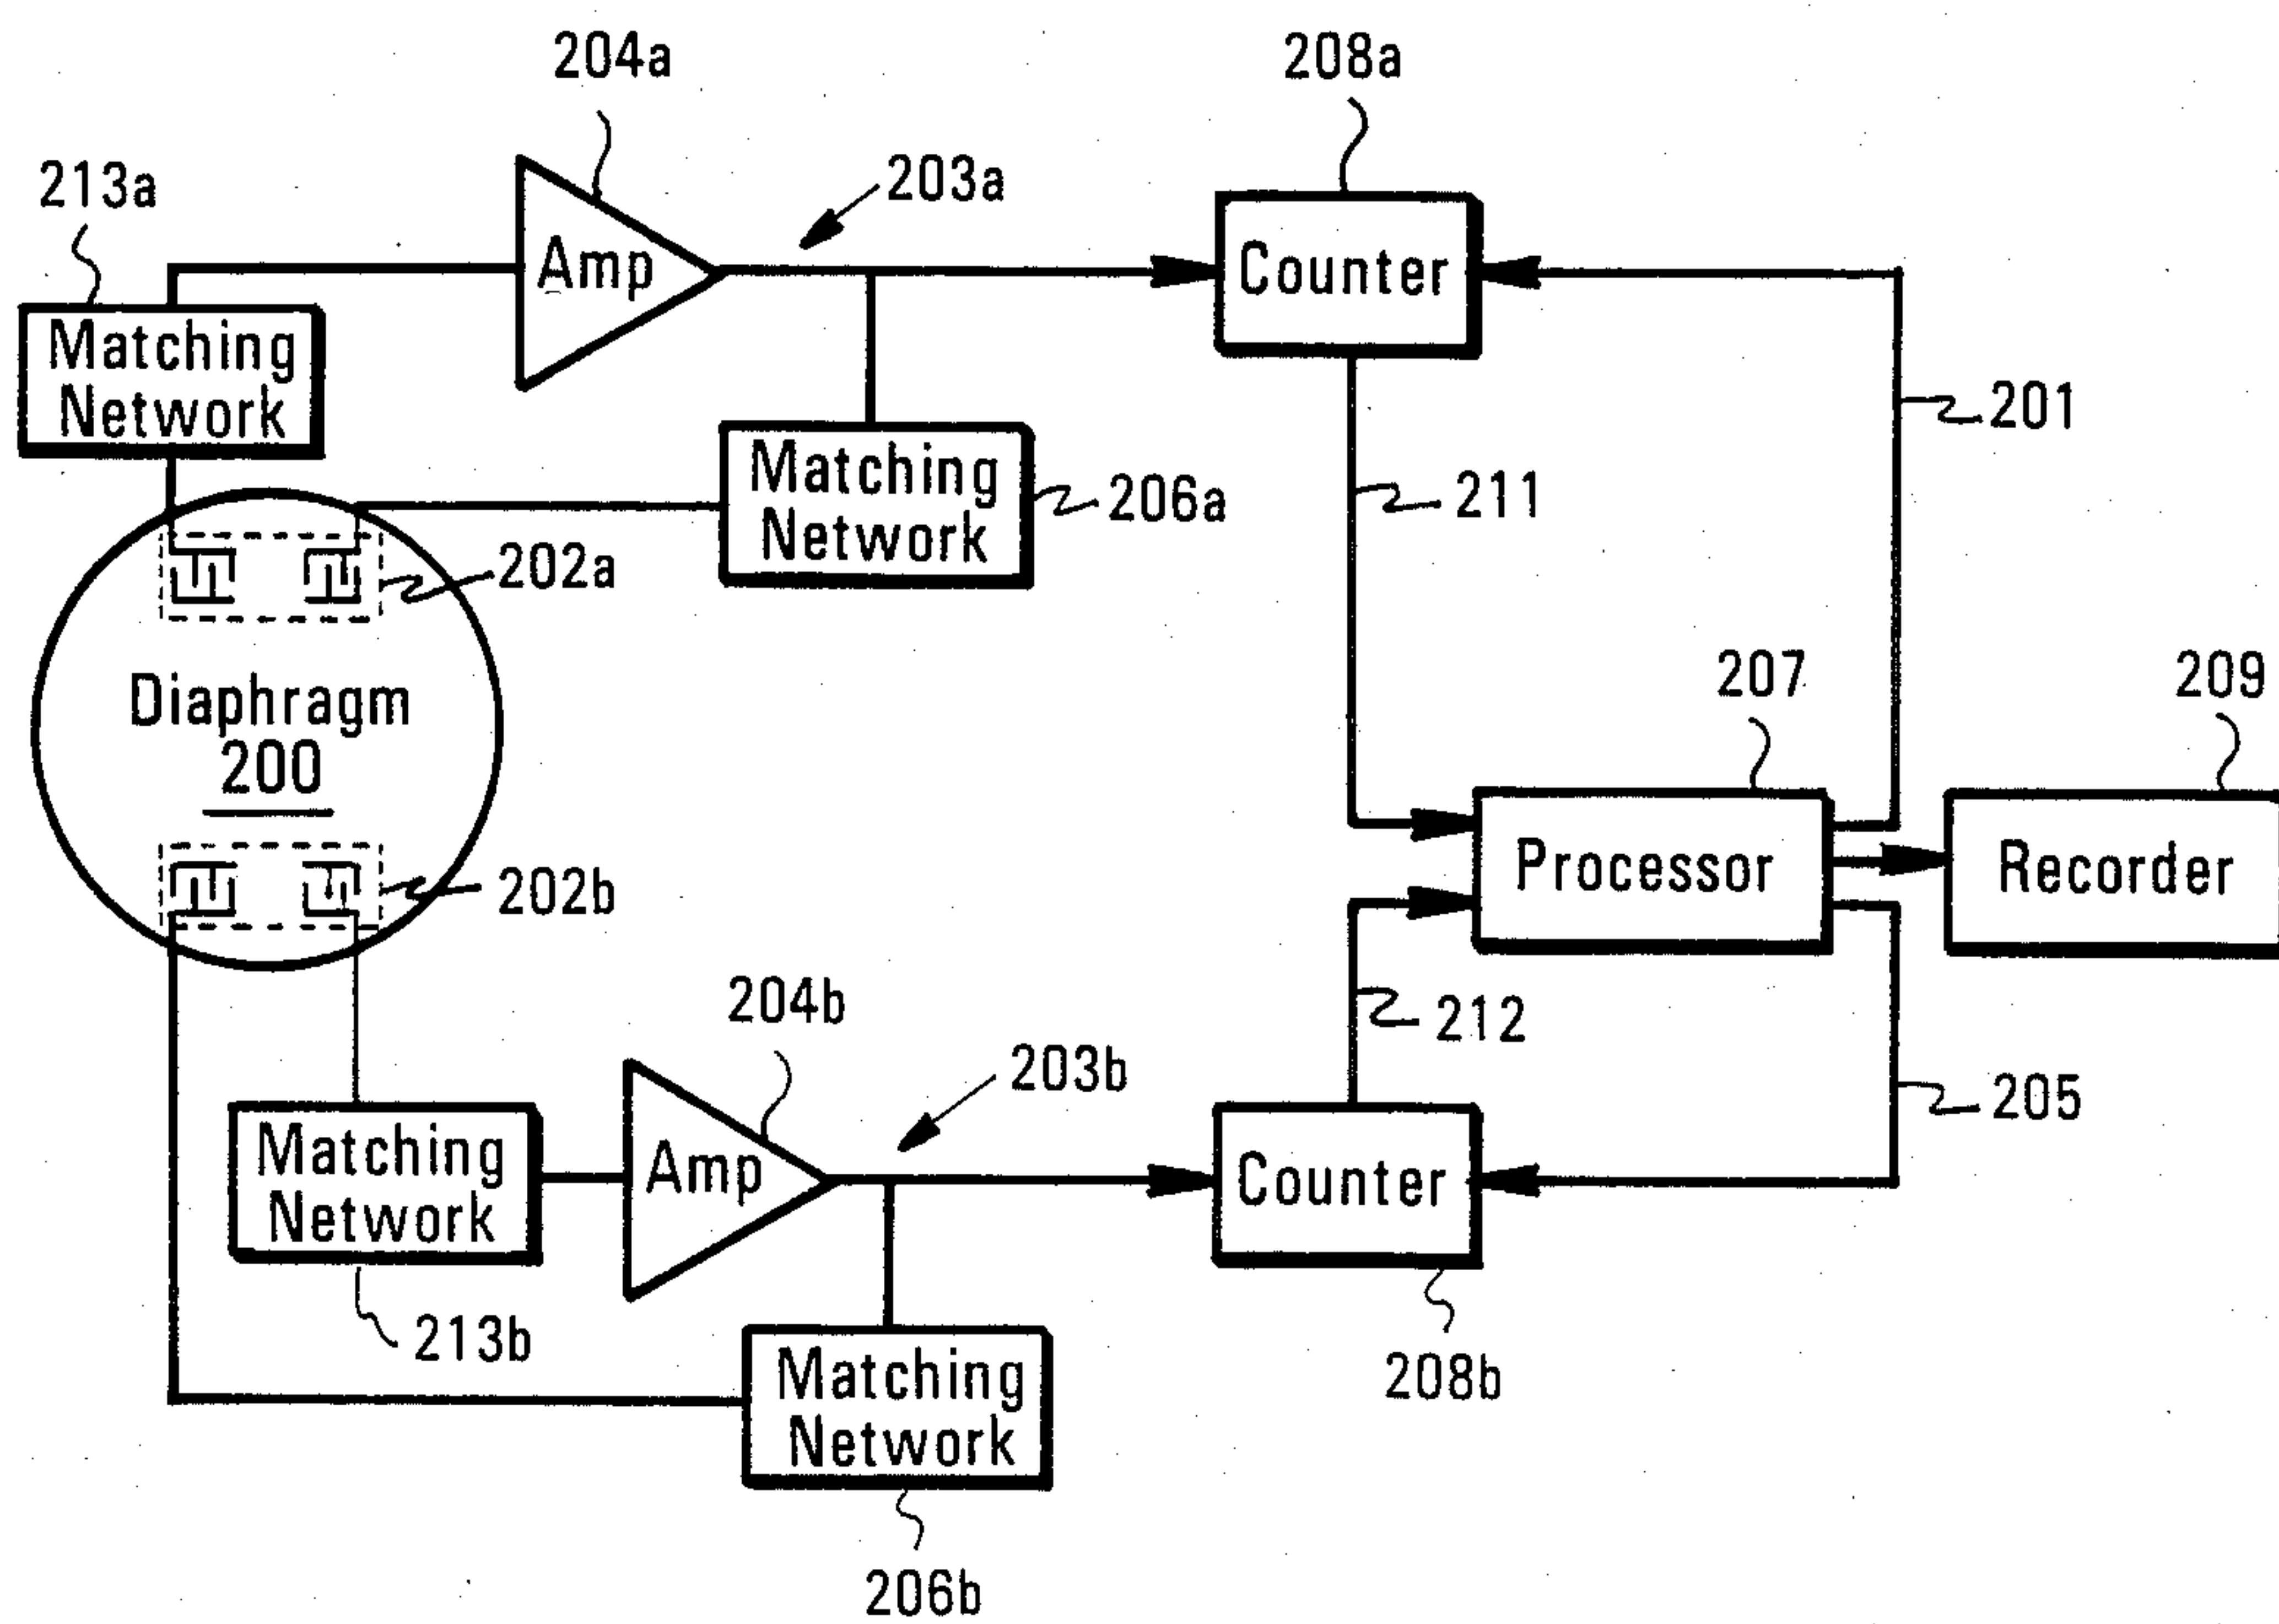 204a
208a
213a
203a
Amp
Counter
Matching
Network
201
Matching
Network
206a
211
202a
Diaphragm
200
207
209
Processor
Recorder
202b
204b
212
203b
205
Matching
Network
Amp
Counter
213b
Matching
Network
208b
206b